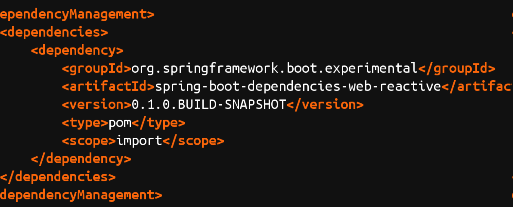 ependencyManagement>
<dependencies>
<dependency>
<groupId>org.springframework.boot.experimental</groupId>
<artifactId>spring-boot-dependencies-web-reactive</artifac
<version>0.1.0.BUILD-SNAPSHOT</version>
<type>pom</type>
<scope>import</scope>
</dependency>
</dependencies>
dependencyManagement>